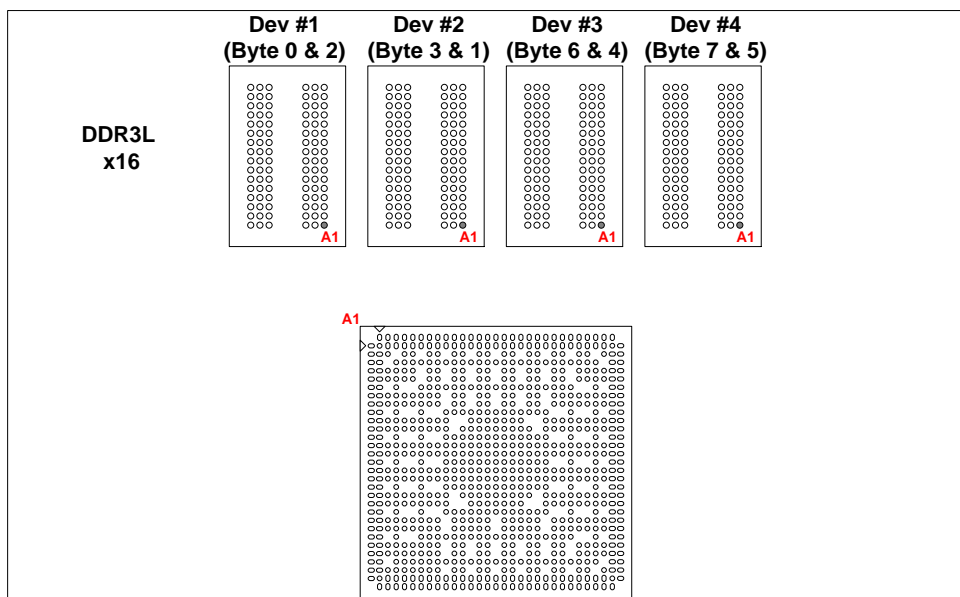 Dev #1
(Byte 0 & 2)
Dev #2
(Byte 3 & 1)
Dev #3
(Byte 6 & 4)
Dev #4
(Byte 7 & 5)
DDR3L
x16
A1
A1
A1
A1
A1